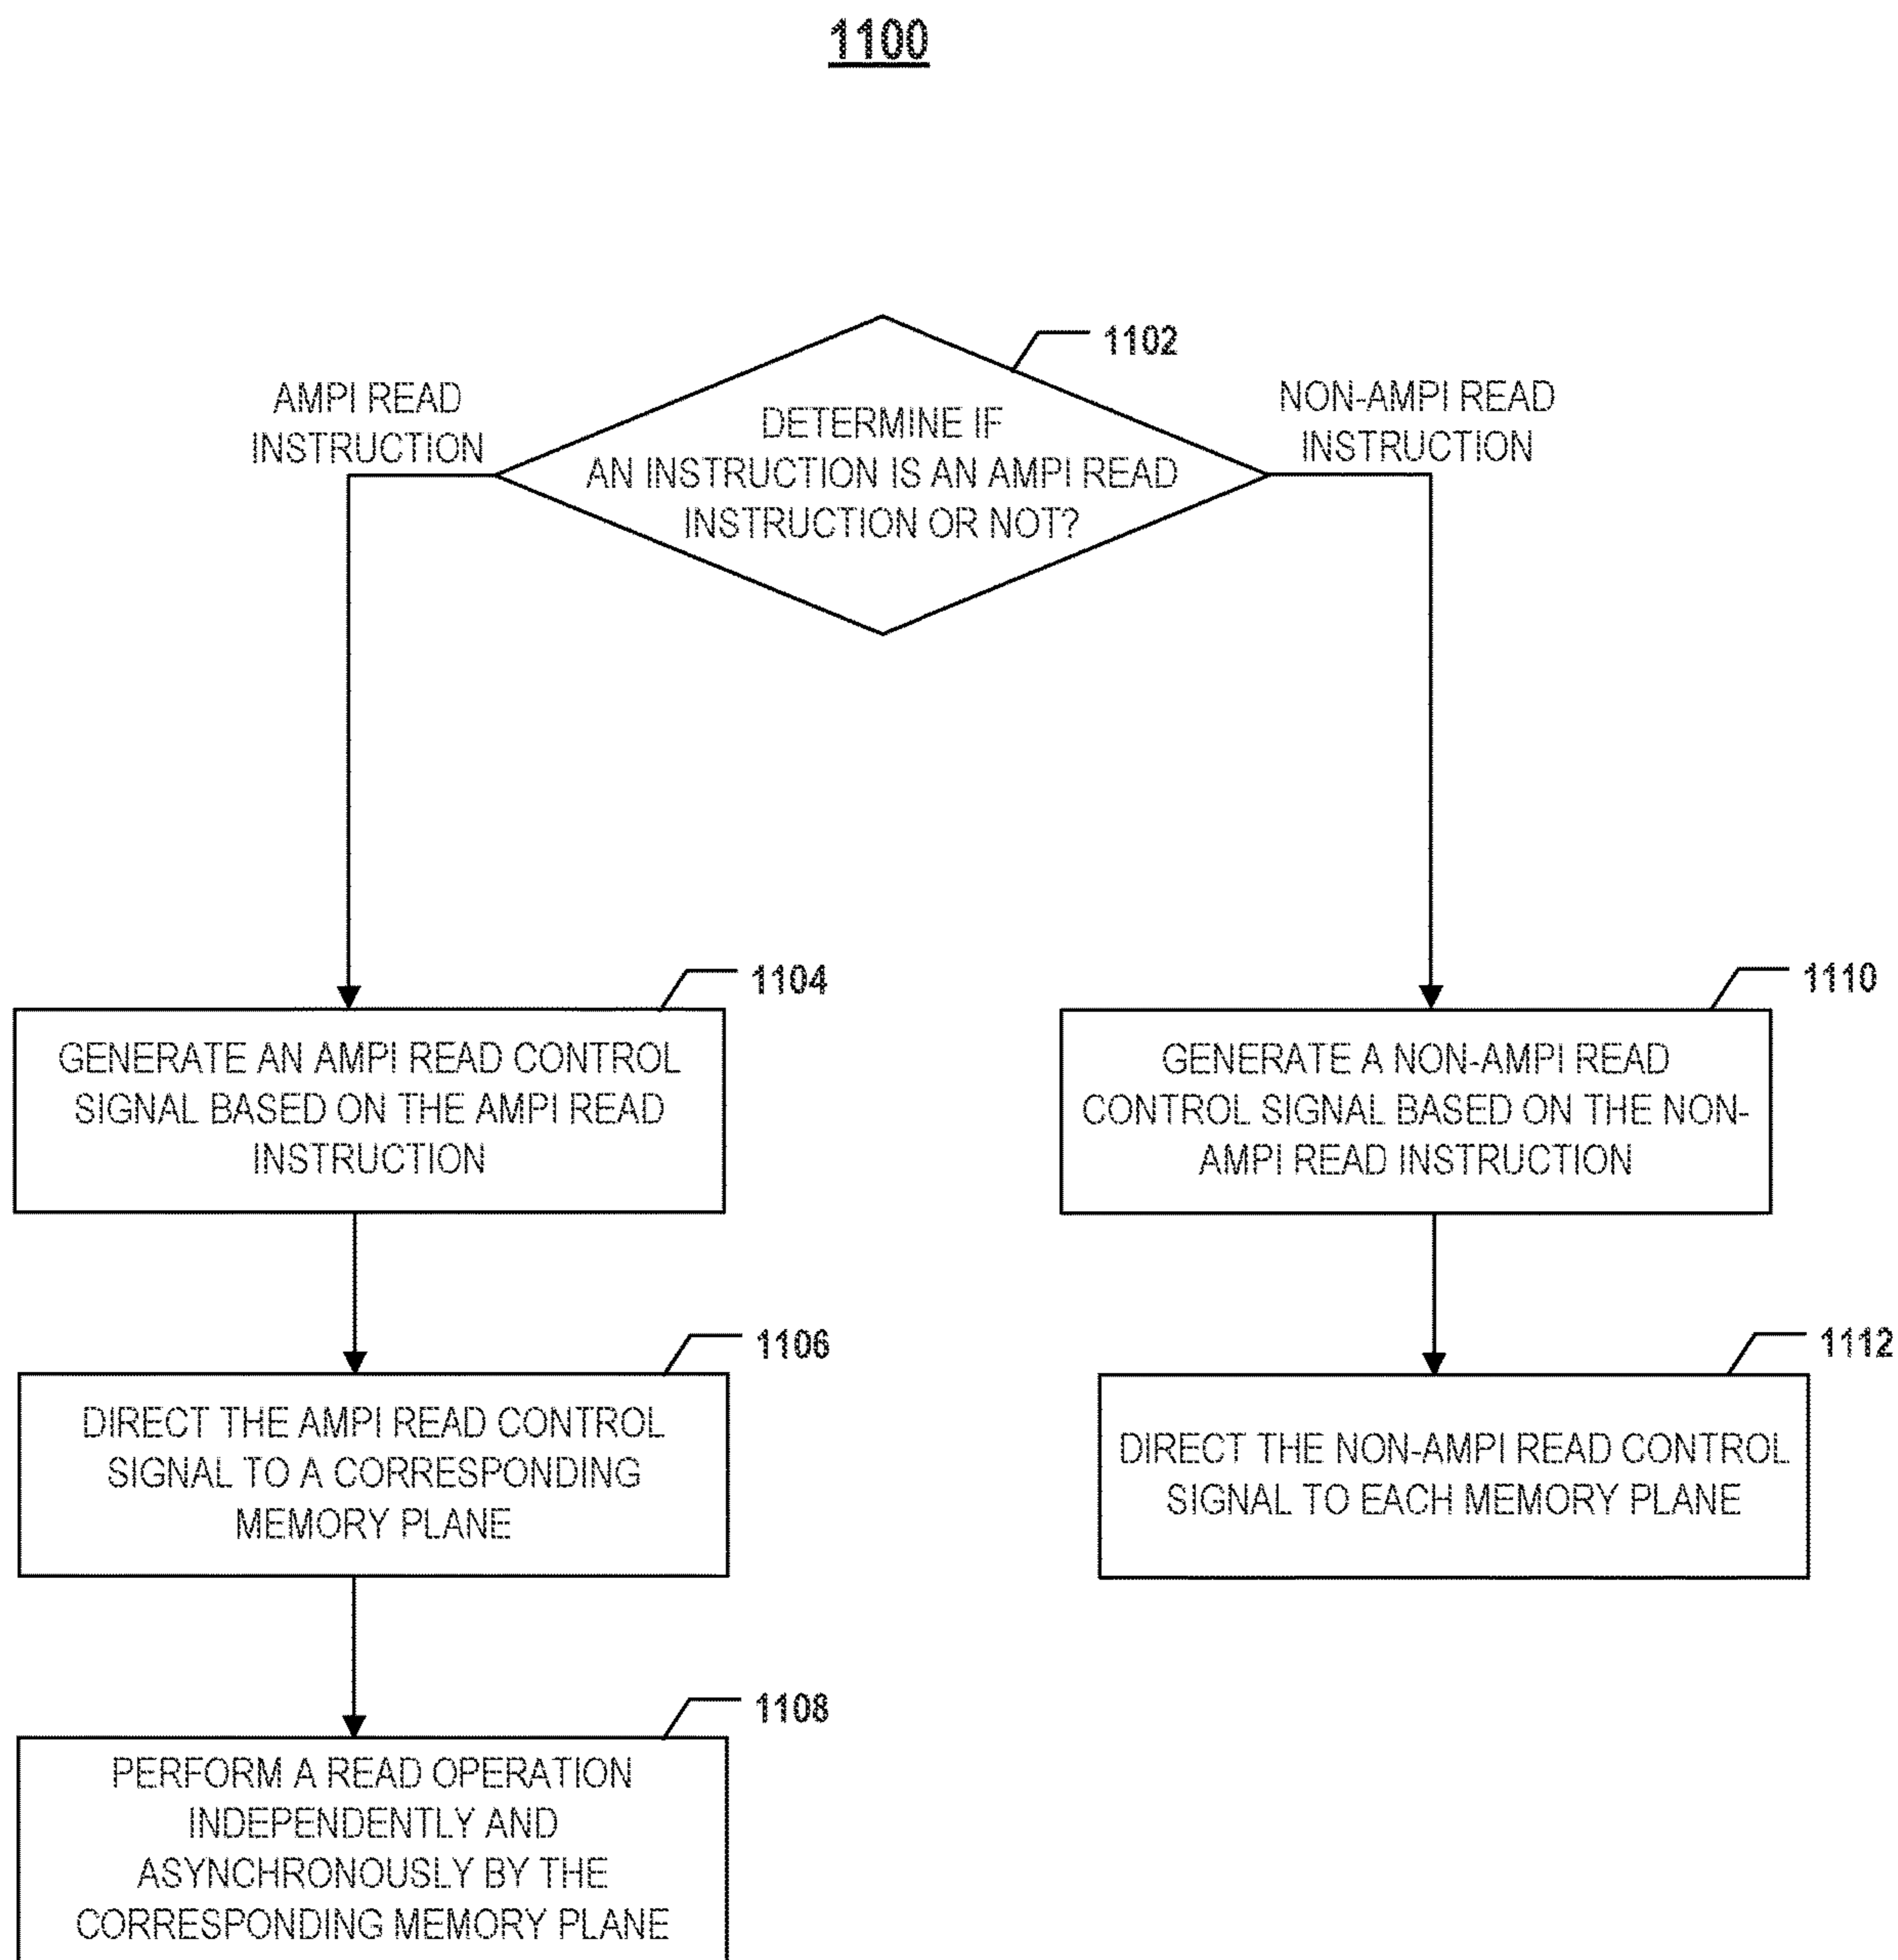 1100
1102
AMPI READ
INSTRUCTION
DETERMINE IF
AN INSTRUCTION IS AN AMPI READ
INSTRUCTION OR NOT?
NON-AMPI READ
INSTRUCTION
1104
GENERATE AN AMPI READ CONTROL
SIGNAL BASED ON THE AMPI READ
INSTRUCTION
1110
GENERATE A NON-AMPI READ
CONTROL SIGNAL BASED ON THE NON-
AMPI READ INSTRUCTION
1106
DIRECT THE AMPI READ CONTROL
SIGNAL TO A CORRESPONDING
MEMORY PLANE
1112
DIRECT THE NON-AMPI READ CONTROL
SIGNAL TO EACH MEMORY PLANE
1108
PERFORM A READ OPERATION
INDEPENDENTLY AND
ASYNCHRONOUSLY BY THE
CORRESPONDING MEMORY PLANE